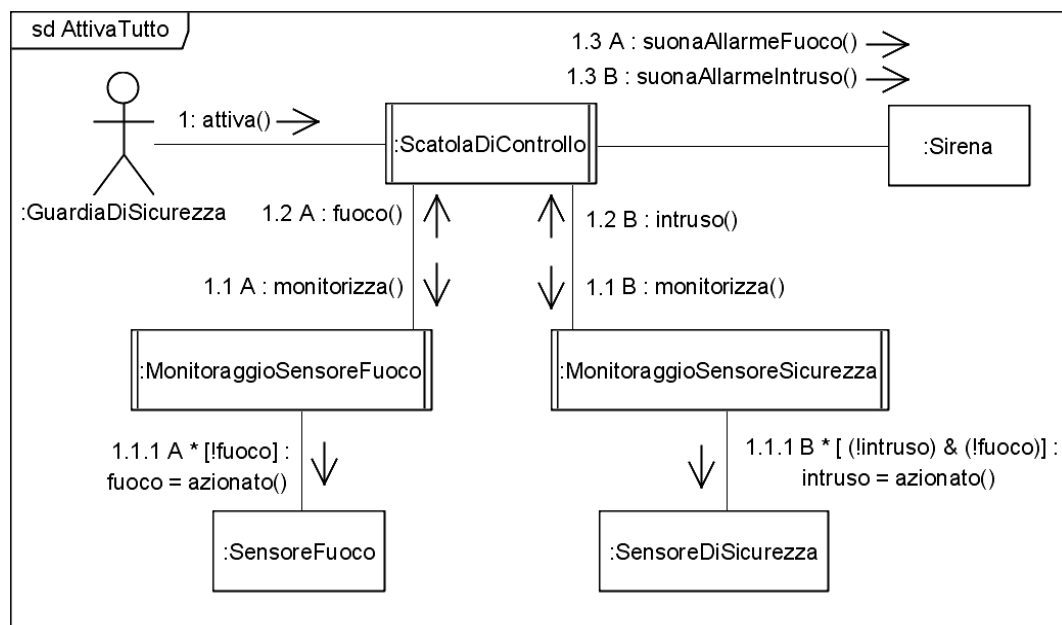 sd AttivaTutto
1.3 A : suonaAllarmeFuoco()
1.3 B : suonaAllarmeIntruso()
1: attiva()
:ScatolaDiControllo
:Sirena
:GuardiaDiSicurezza
1.2 A : fuoco()
1.2 B : intruso()
1.1 A : monitorizza()
1.1 B : monitorizza()
:MonitoraggioSensoreFuoco
:MonitoraggioSensoreSicurezza
1.1.1 A * [!fuoco] :
fuoco = azionato()
1.1.1 B * [ (!intruso) & (!fuoco)] :
intruso = azionato()
:SensoreFuoco
:SensoreDiSicurezza